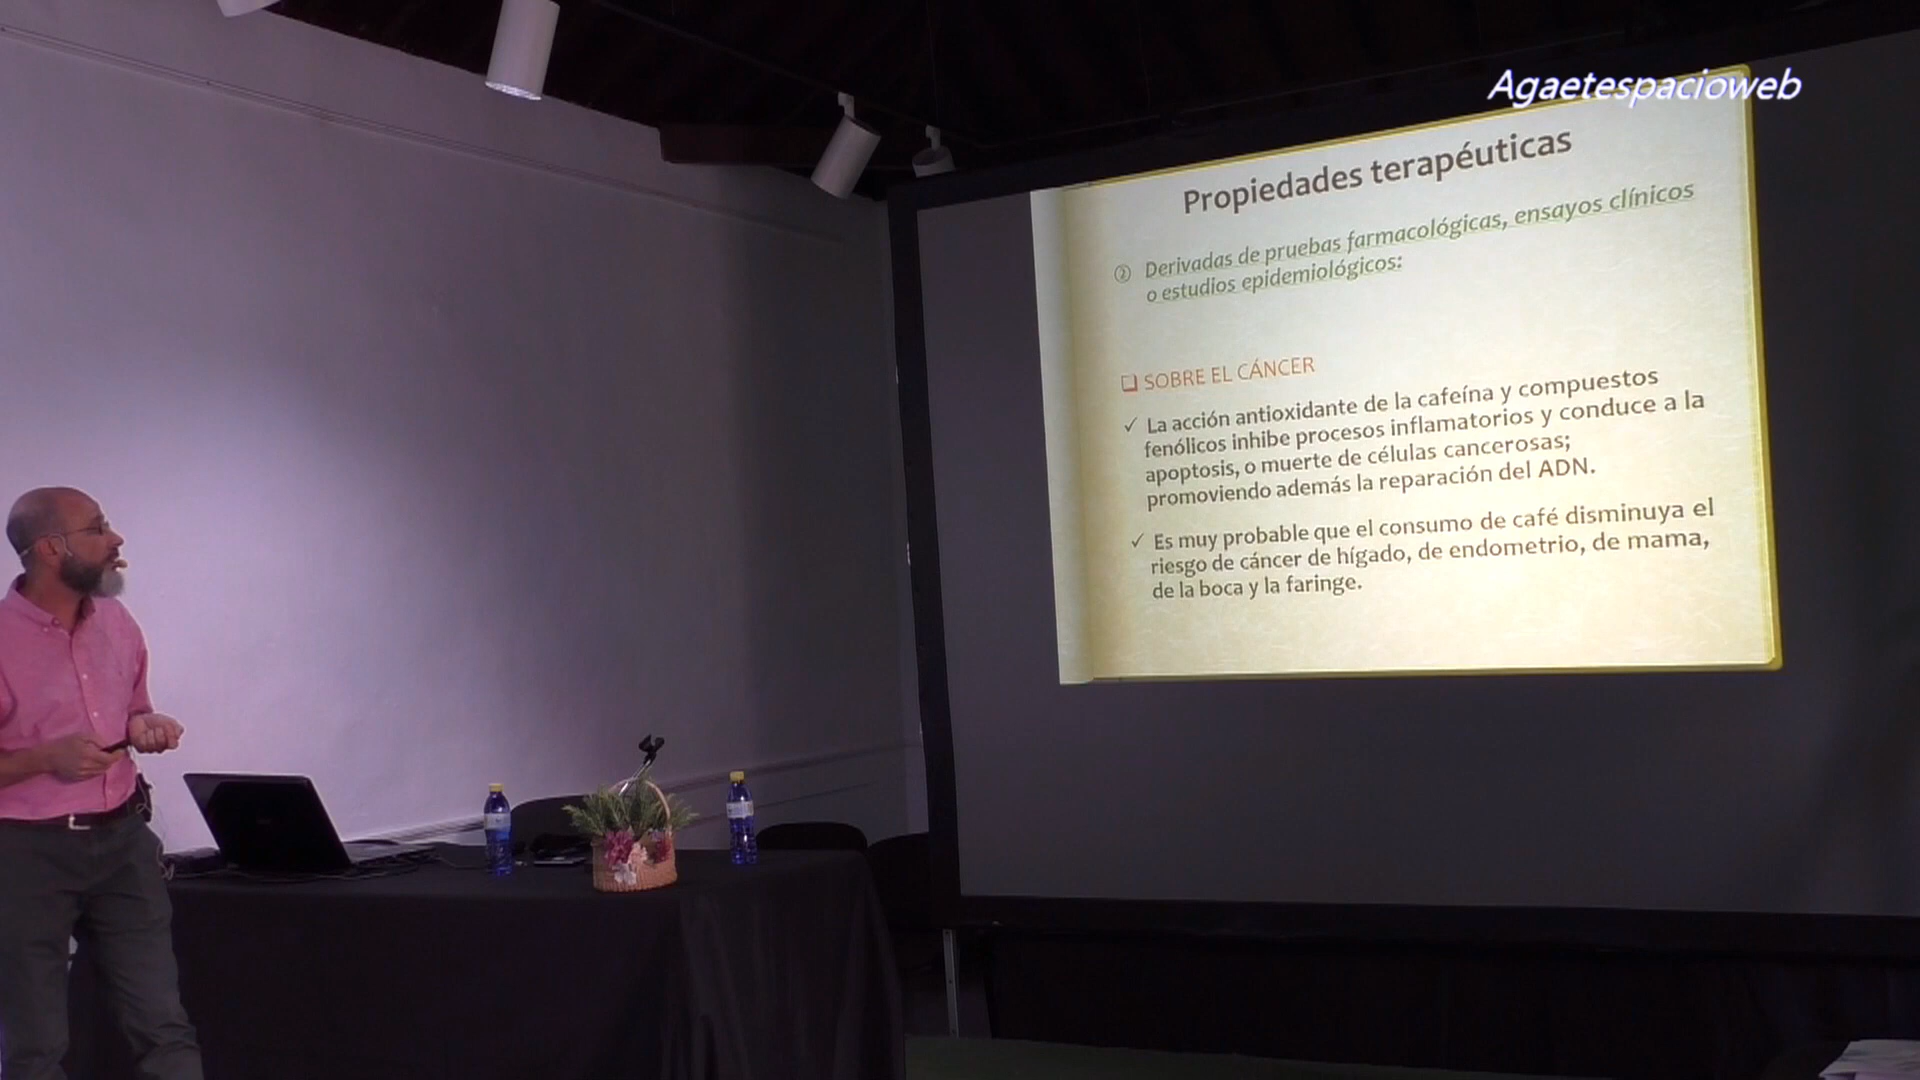 Agaetespacioweb
Propiedades terapéuticas
② Derivadas de pruebas farmacológicas, ensayos clínicos
o estudios epidemiológicos:
❑ SOBRE EL CÁNCER
✓ La acción antioxidante de la cafeína y compuestos
fenólicos inhibe procesos inflamatorios y conduce a la
apoptosis, o muerte de células cancerosas;
promoviendo además la reparación del ADN.
✓ Es muy probable que el consumo de café disminuya el
riesgo de cáncer de hígado, de endometrio, de mama,
de la boca y la faringe.